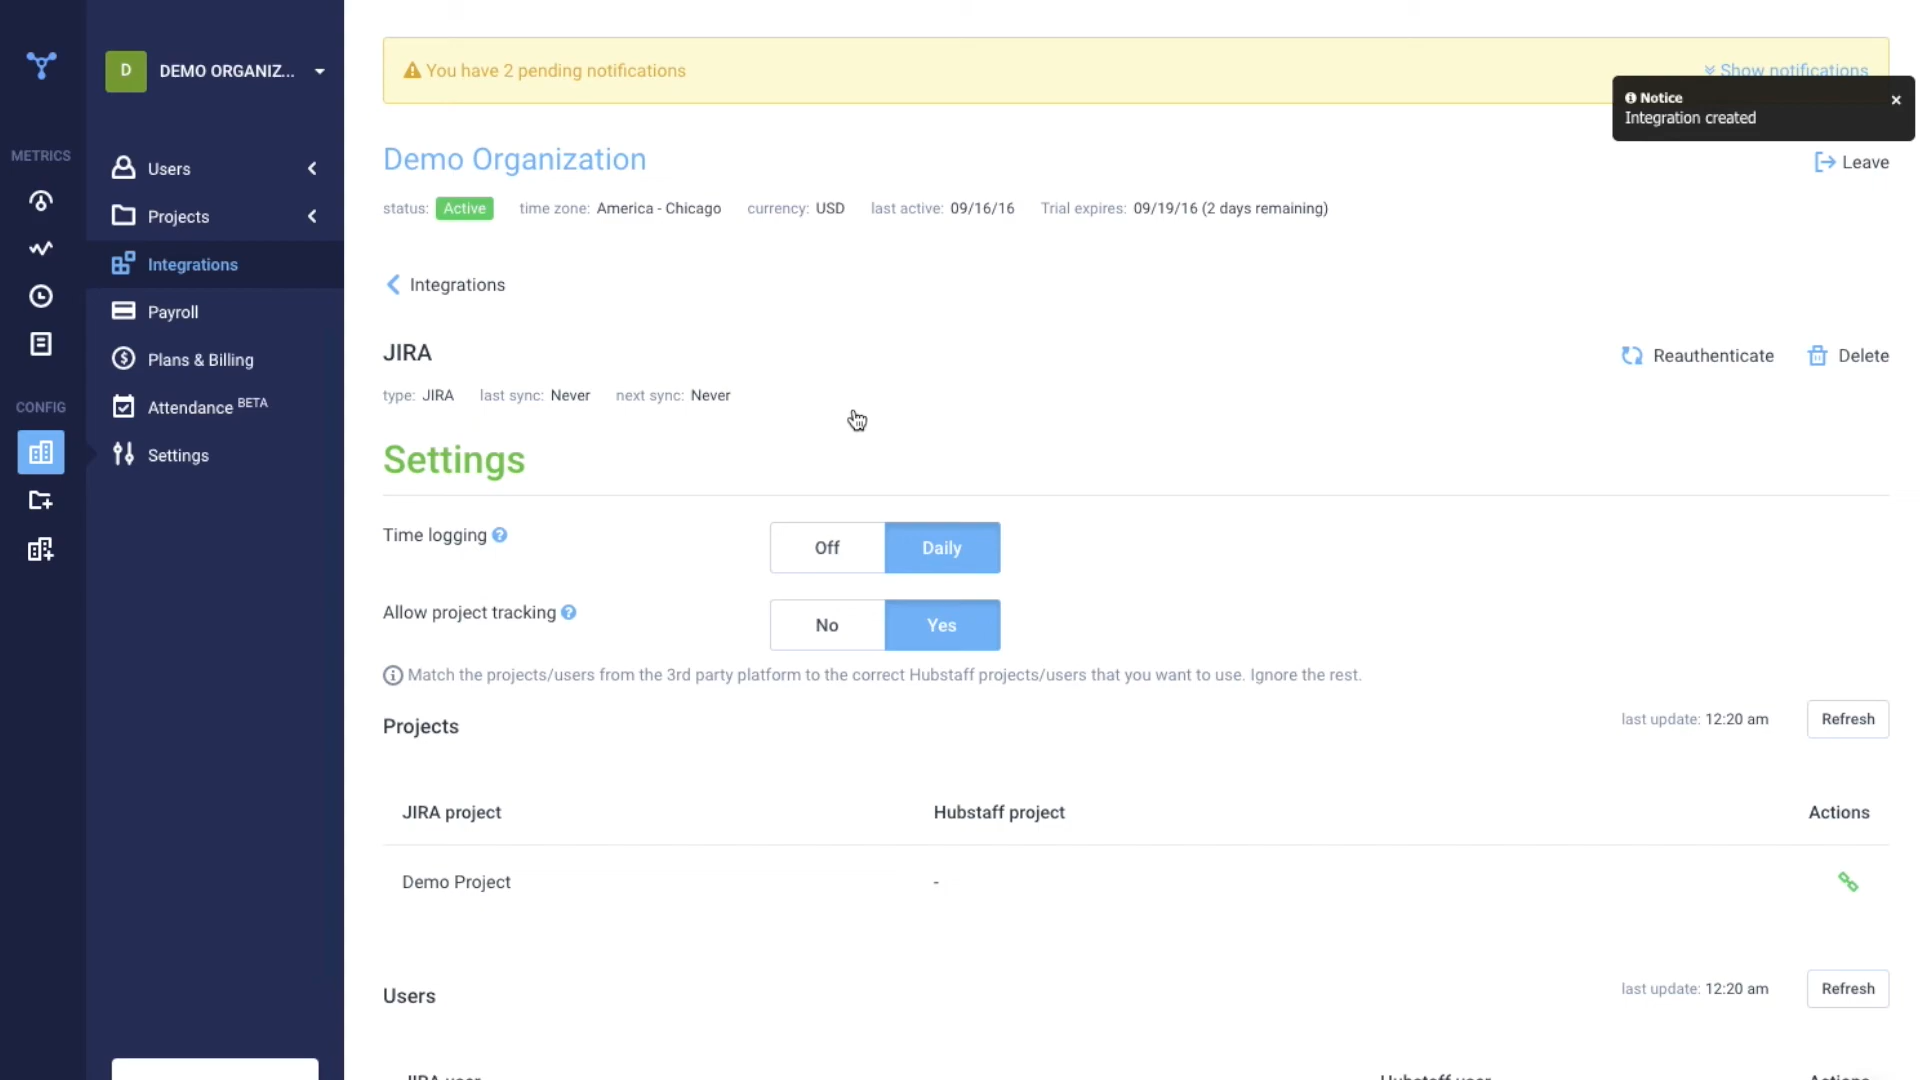 D DEMO ORGANIZ...
METRICS
Users
Projects
Integrations
Payroll
Plans & Billing
Attendance BETA
CONFIG
Settings
You have 2 pending notifications
Show notifications
Notice
Integration created
Demo Organization
Leave
status: Active time zone: America - Chicago currency: USD last active: 09/16/16 Trial expires: 09/19/16 (2 days remaining)
Integrations
JIRA
Reauthenticate Delete
type: JIRA last sync: Never next sync: Never
Settings
Time logging Off Daily
Allow project tracking No Yes
Match the projects/users from the 3rd party platform to the correct Hubstaff projects/users that you want to use. Ignore the rest.
Projects last update: 12:20 am Refresh
JIRA project Hubstaff project Actions
Demo Project -
Users last update: 12:20 am Refresh
JIRA user Hubstaff user Actions